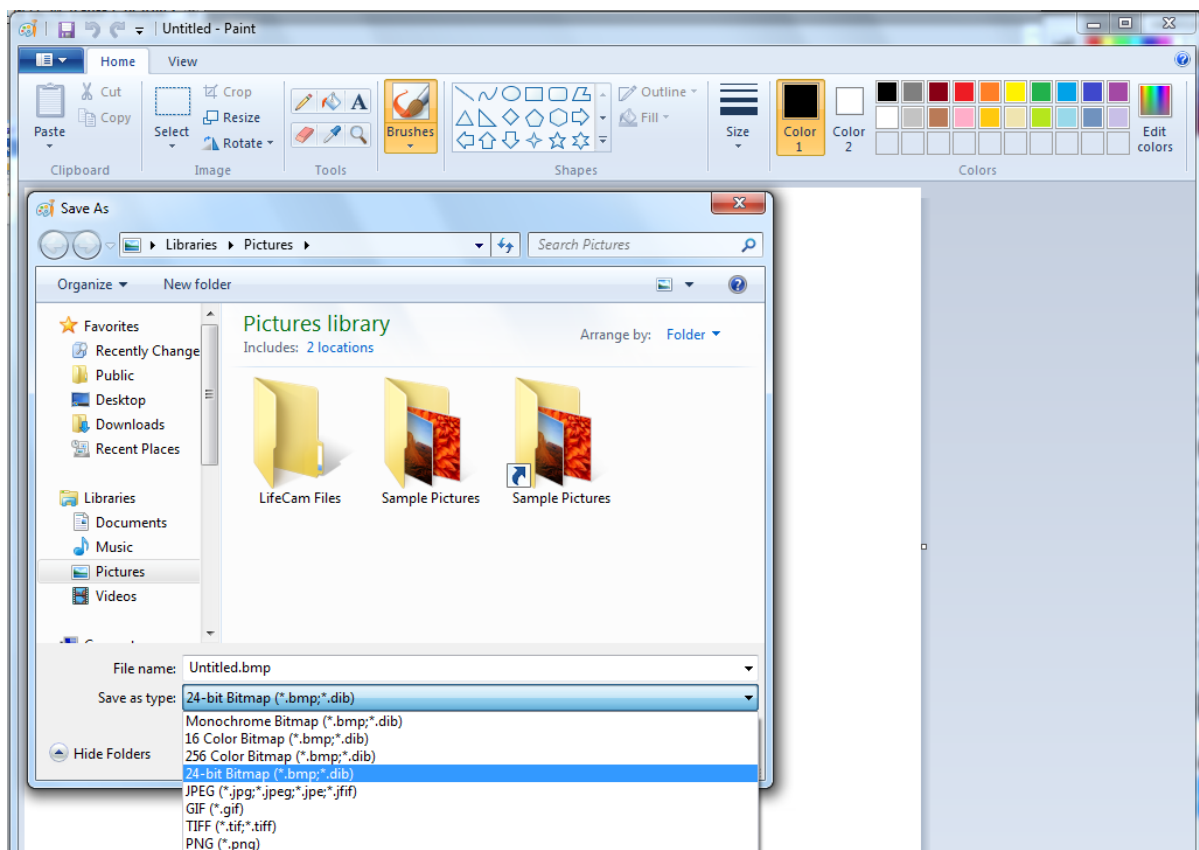 Untitled - Paint
Home View
Cut
Copy
Paste
Clipboard
Select
Crop
Resize
Rotate
Image
A
Tools
Brushes
Shapes
Outline
Fill
Size
Color 1
Color 2
Edit colors
Colors
Save As
Libraries Pictures
Search Pictures
Organize New folder
Favorites
Recently Change
Public
Desktop
Downloads
Recent Places
Libraries
Documents
Music
Pictures
Videos
Pictures library
Includes: 2 locations
Arrange by: Folder
LifeCam Files
Sample Pictures
Sample Pictures
File name: Untitled.bmp
Save as type: 24-bit Bitmap (*.bmp;*.dib)
Monochrome Bitmap (*.bmp;*.dib)
16 Color Bitmap (*.bmp;*.dib)
256 Color Bitmap (*.bmp;*.dib)
24-bit Bitmap (*.bmp;*.dib)
JPEG (*.jpg;*.jpeg;*.jpe;*.jfif)
GIF (*.gif)
TIFF (*.tif;*.tiff)
PNG (*.png)
Hide Folders